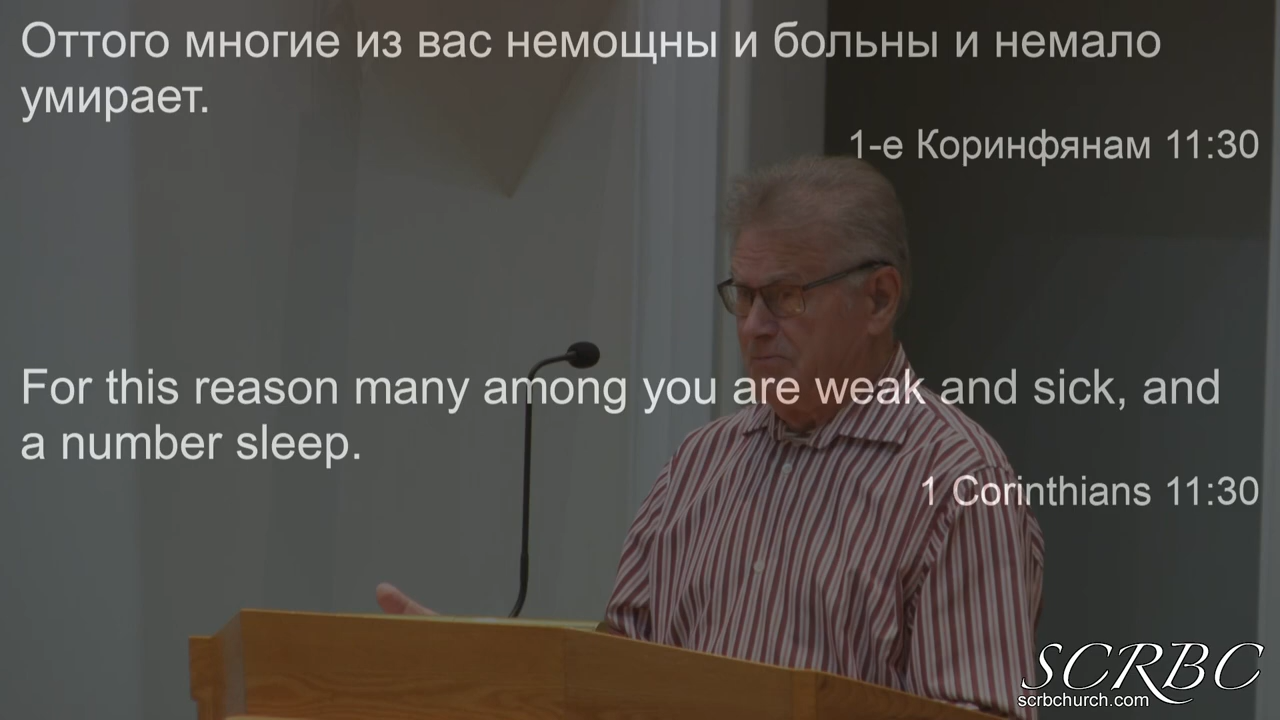 Оттого многие из вас немощны и больны и немало
умирает.
1-е Коринфянам 11:30
For this reason many among you are weak and sick, and
a number sleep.
1 Corinthians 11:30
SCRBC
scrbchurch.com